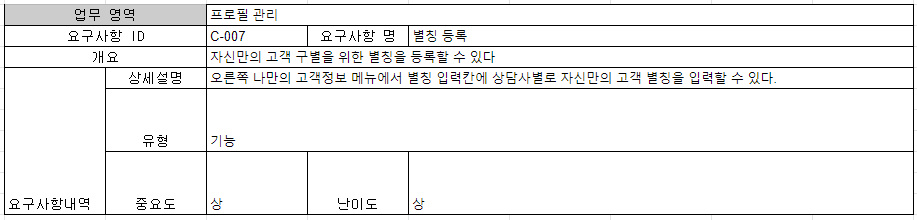 업무 영역 프로필 관리
요구사항 ID C-007 요구사항 명 별칭 등록
개요 자신만의 고객 구별을 위한 별칭을 등록할 수 있다
상세설명 오른쪽 나만의 고객정보 메뉴에서 별칭 입력칸에 상담사별로 자신만의 고객 별칭을 입력할 수 있다.
유형 기능
요구사항내역 중요도 상 난이도 상